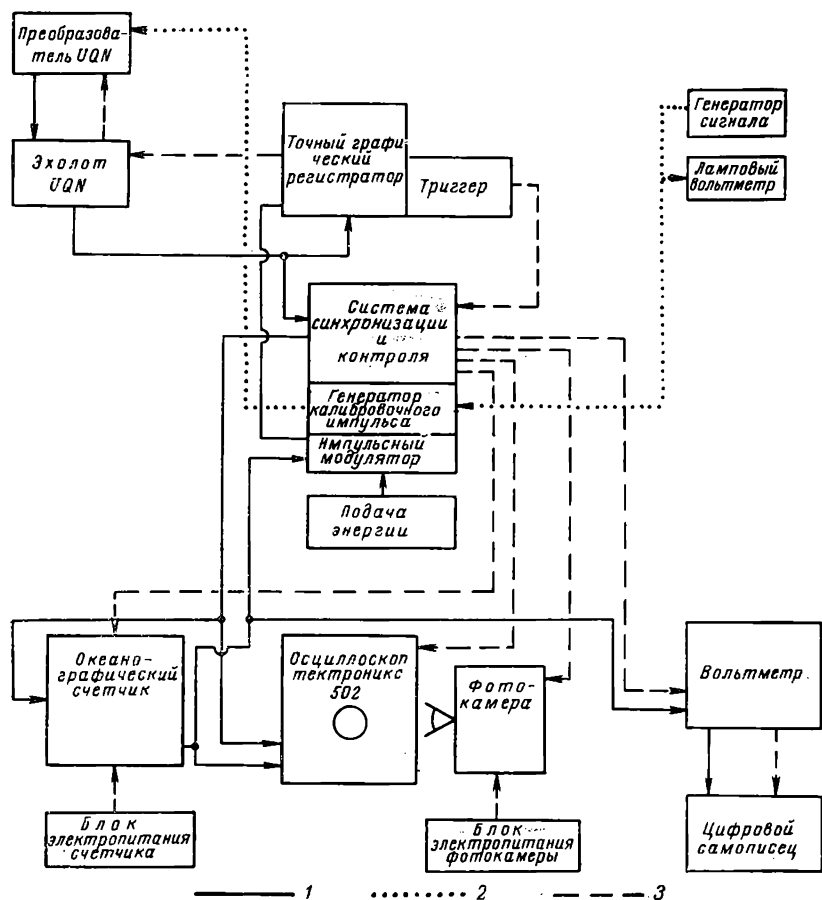 Преобразова-
тель UQN
Эхолот
UQN
Точный графи-
ческий
регистратор
Триггер
Генератор
сигнала
Ламповый
вольтметр
Система
синхронизации
и
контроля
Генератор
калибровочного
импульса
Импульсный
модулятор
Подача
энергии
Океано-
графический
счетчик
Осциллоскоп
тектроникс
502
Фото-
камера
Вольтметр
Блок
электропитания
счетчика
Блок
электропитания
фотокамеры
Цифровой
самописец
1
2
3